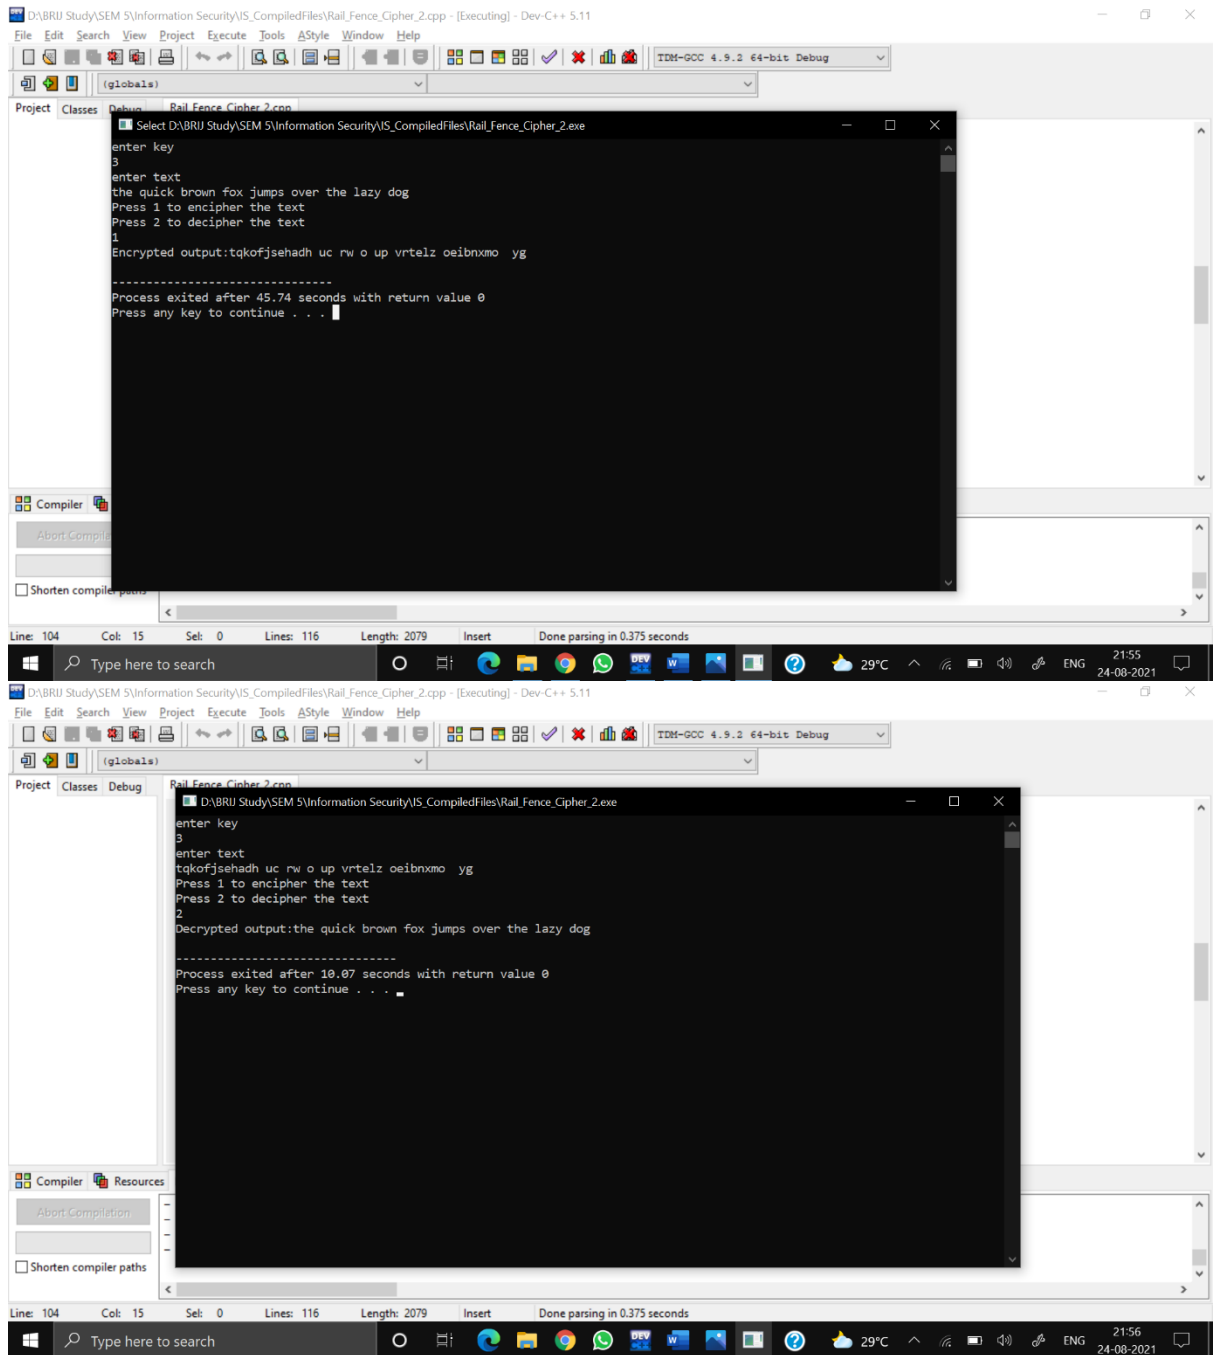 D:\BRIJ Study\SEM 5\Information Security\IS_CompiledFiles\Rail_Fence_Cipher_2.cpp - [Executing] - Dev-C++ 5.11
File Edit Search View Project Execute Tools AStyle Window Help
TDM-GCC 4.9.2 64-bit Debug
(globals)
Project Classes Debug Rail_Fence_Cipher_2.cpp
Select D:\BRIJ Study\SEM 5\Information Security\IS_CompiledFiles\Rail_Fence_Cipher_2.exe
enter key
3
enter text
the quick brown fox jumps over the lazy dog
Press 1 to encipher the text
Press 2 to decipher the text
1
Encrypted output:tqkofjsehadh uc rw o up vrtelz oeibnxmo  yg
--------------------------------
Process exited after 45.74 seconds with return value 0
Press any key to continue . . .
Compiler
Abort Compila
Shorten compiler paths
Line: 104 Col: 15 Sel: 0 Lines: 116 Length: 2079 Insert Done parsing in 0.375 seconds
Type here to search
DEV
W
29°C
ENG
21:55
24-08-2021
D:\BRIJ Study\SEM 5\Information Security\IS_CompiledFiles\Rail_Fence_Cipher_2.cpp - [Executing] - Dev-C++ 5.11
File Edit Search View Project Execute Tools AStyle Window Help
TDM-GCC 4.9.2 64-bit Debug
(globals)
Project Classes Debug Rail_Fence_Cipher_2.cpp
D:\BRIJ Study\SEM 5\Information Security\IS_CompiledFiles\Rail_Fence_Cipher_2.exe
enter key
3
enter text
tqkofjsehadh uc rw o up vrtelz oeibnxmo  yg
Press 1 to encipher the text
Press 2 to decipher the text
2
Decrypted output:the quick brown fox jumps over the lazy dog
--------------------------------
Process exited after 10.07 seconds with return value 0
Press any key to continue . . .
Compiler Resources
Abort Compilation
Shorten compiler paths
Line: 104 Col: 15 Sel: 0 Lines: 116 Length: 2079 Insert Done parsing in 0.375 seconds
Type here to search
DEV
W
29°C
ENG
21:56
24-08-2021